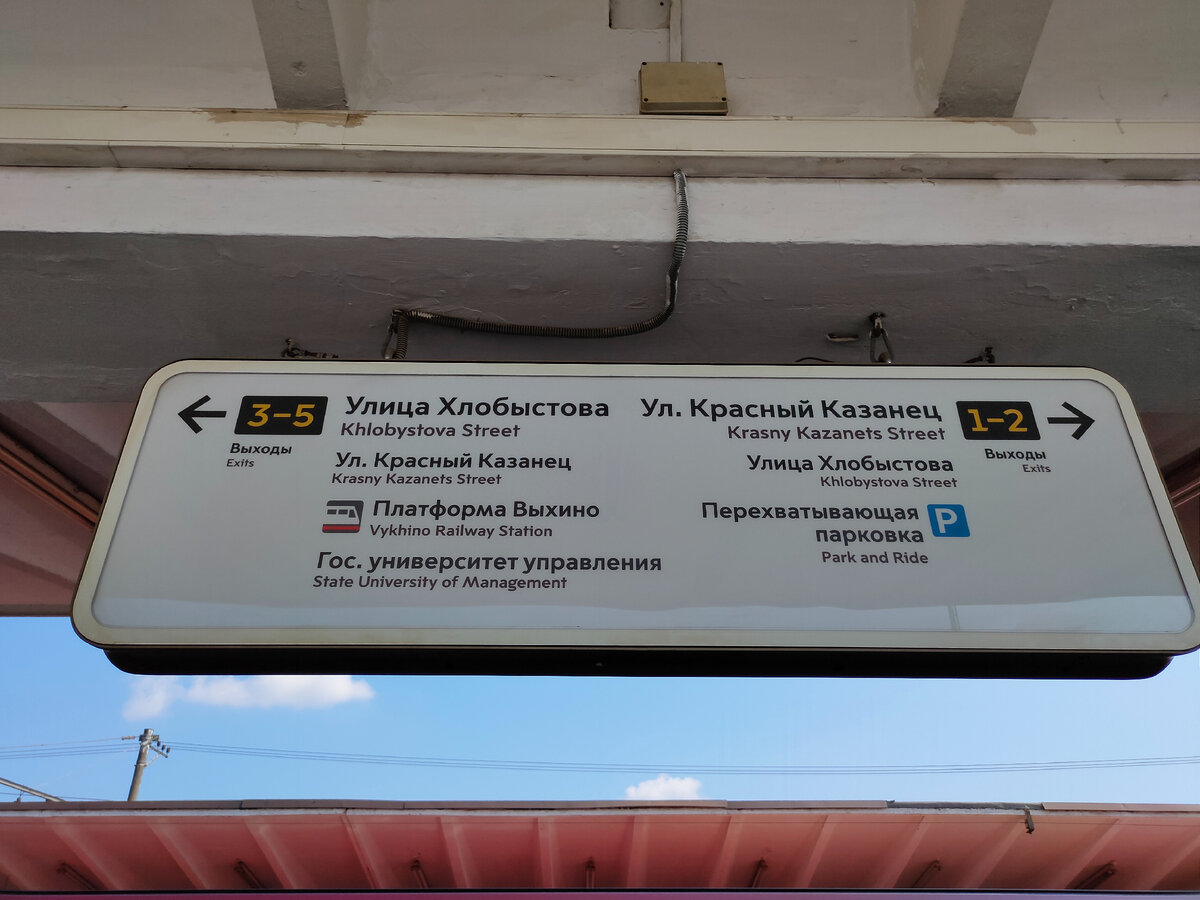 3–5
Выходы
Exits
Улица Хлобыстова
Khlobystova Street
Ул. Красный Казанец
Krasny Kazanets Street
Платформа Выхино
Vykhino Railway Station
Гос. университет управления
State University of Management
Ул. Красный Казанец
Krasny Kazanets Street
1–2
Выходы
Exits
Улица Хлобыстова
Khlobystova Street
Перехватывающая
парковка
P
Park and Ride